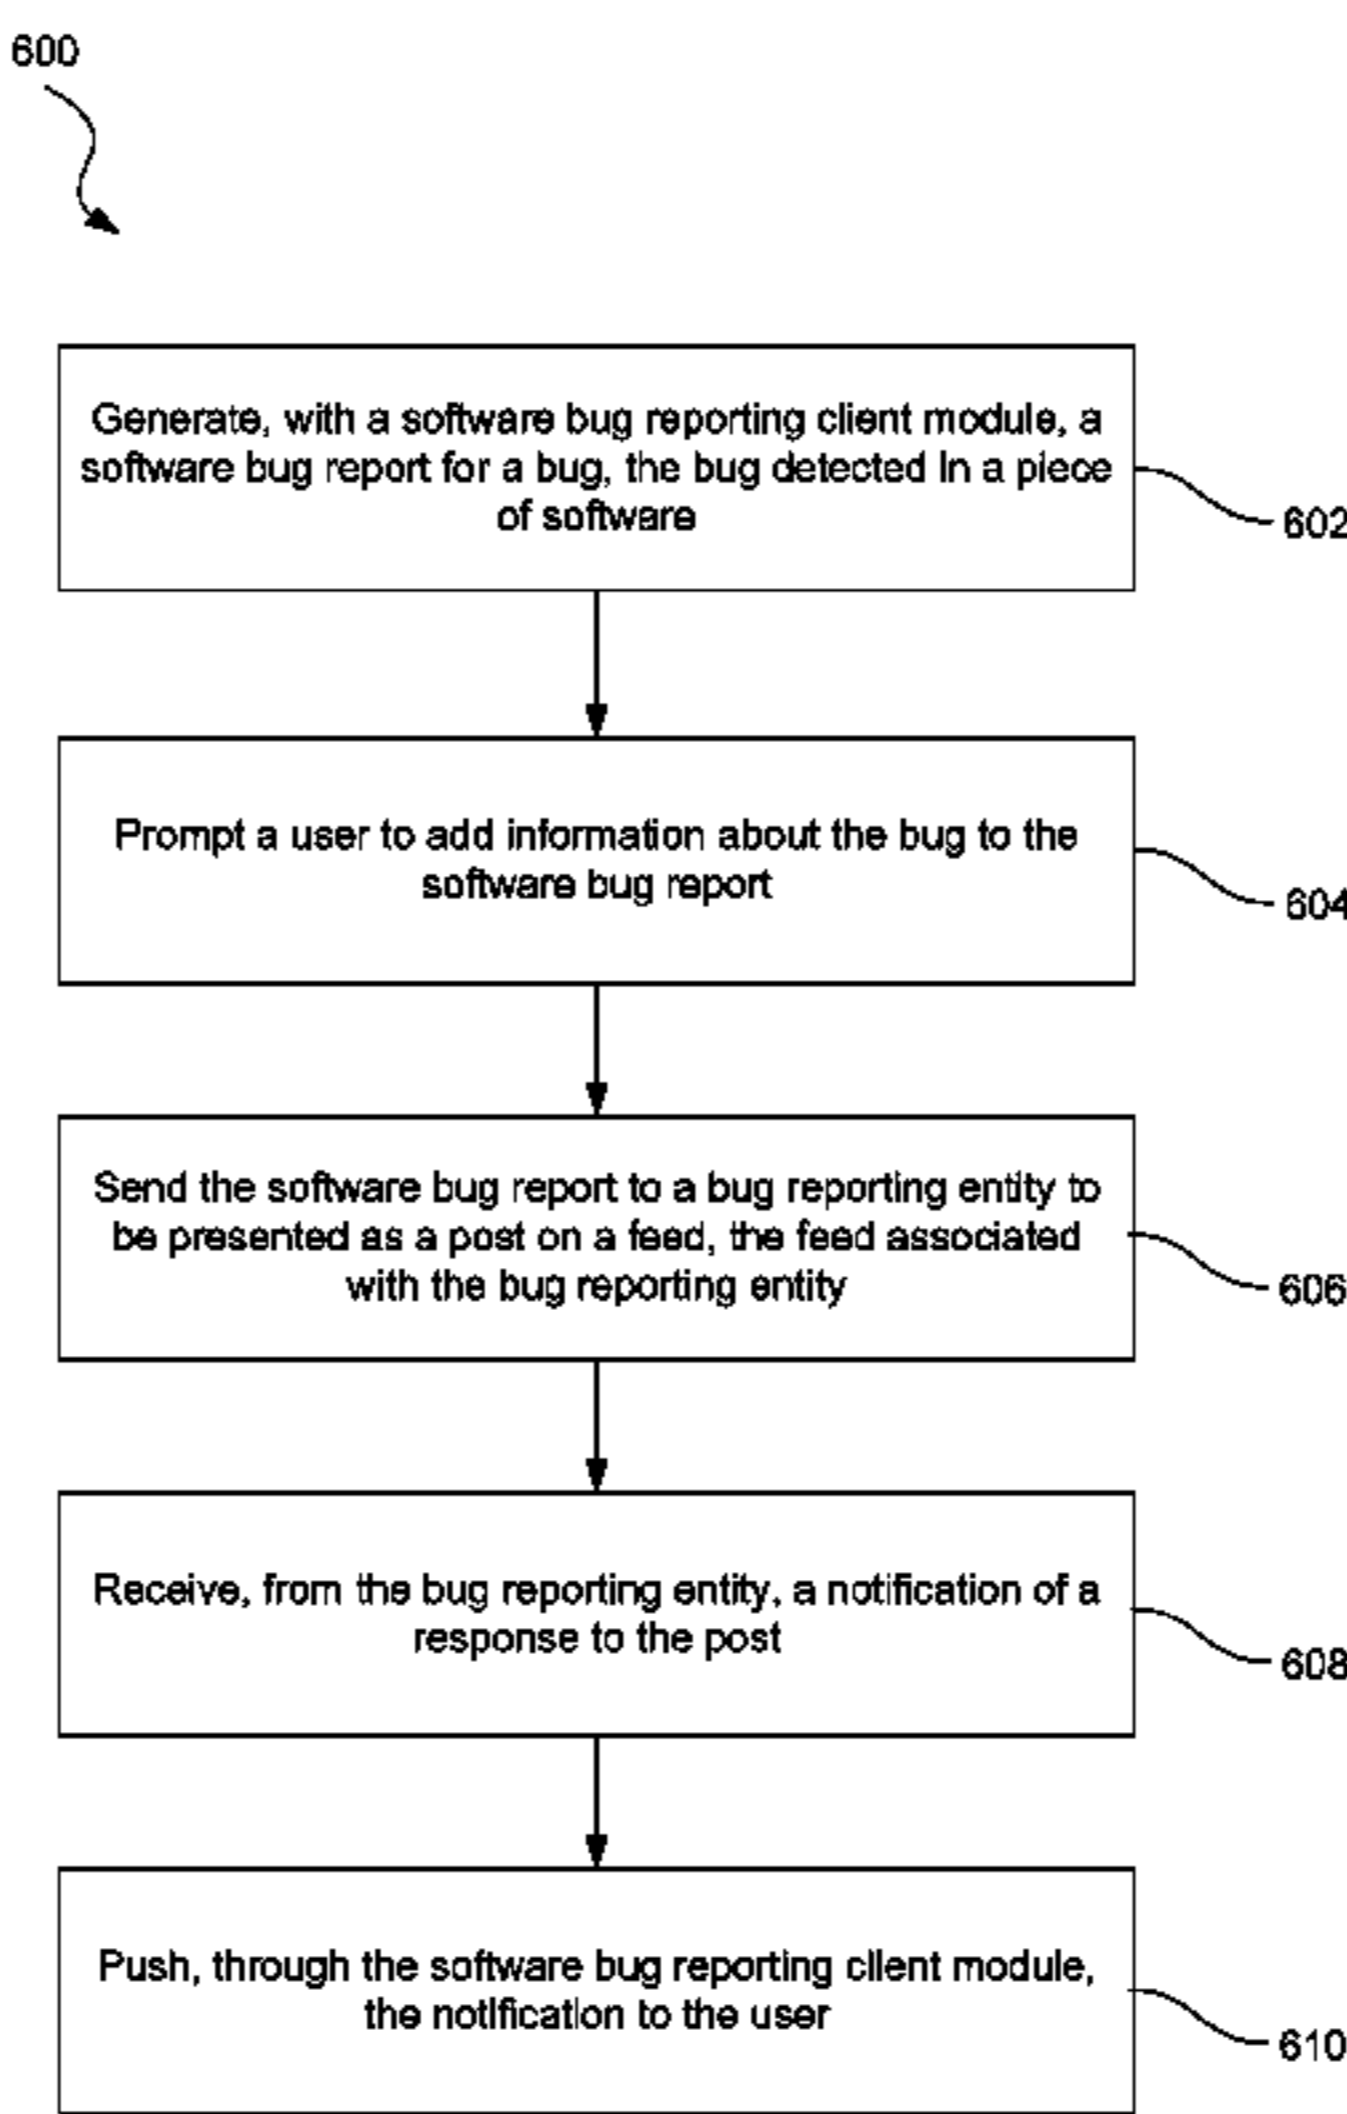 600
Generate, with a software bug reporting client module, a
software bug report for a bug, the bug detected in a piece
of software
602
Prompt a user to add information about the bug to the
software bug report
604
Send the software bug report to a bug reporting entity to
be presented as a post on a feed, the feed associated
with the bug reporting entity
606
Receive, from the bug reporting entity, a notification of a
response to the post
608
Push, through the software bug reporting client module,
the notification to the user
610